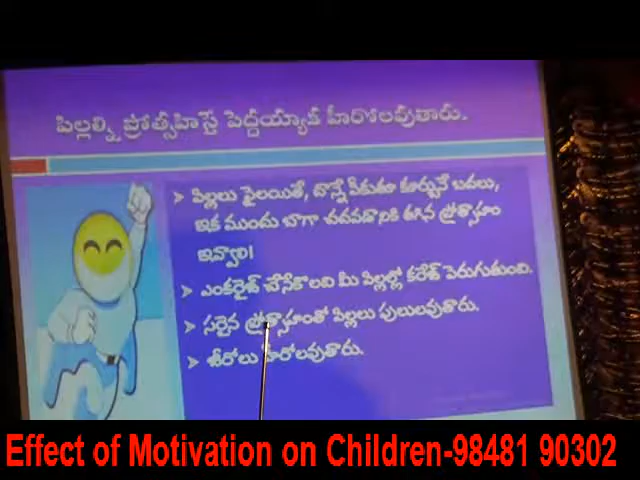 పిల్లల్ని ప్రోత్సహిస్తే పెద్దయ్యాక హీరోలవుతారు.
➢ పిల్లలు ఫైలయితే, దాన్నే పీకుతూ కూర్చునే బదులు,
ఇక ముందు బాగా చదవడానికి తగిన ప్రోత్సాహం
ఇవ్వాలి!
➢ ఎంకరైజ్ చేసేకొలది మీ పిల్లల్లో కరేజ్ పెరుగుతుంది.
➢ సరైన ప్రోత్సాహంతో పిల్లలు పులులవుతారు.
➢ జీరోలు హీరోలవుతారు.
Effect of Motivation on Children-98481 90302